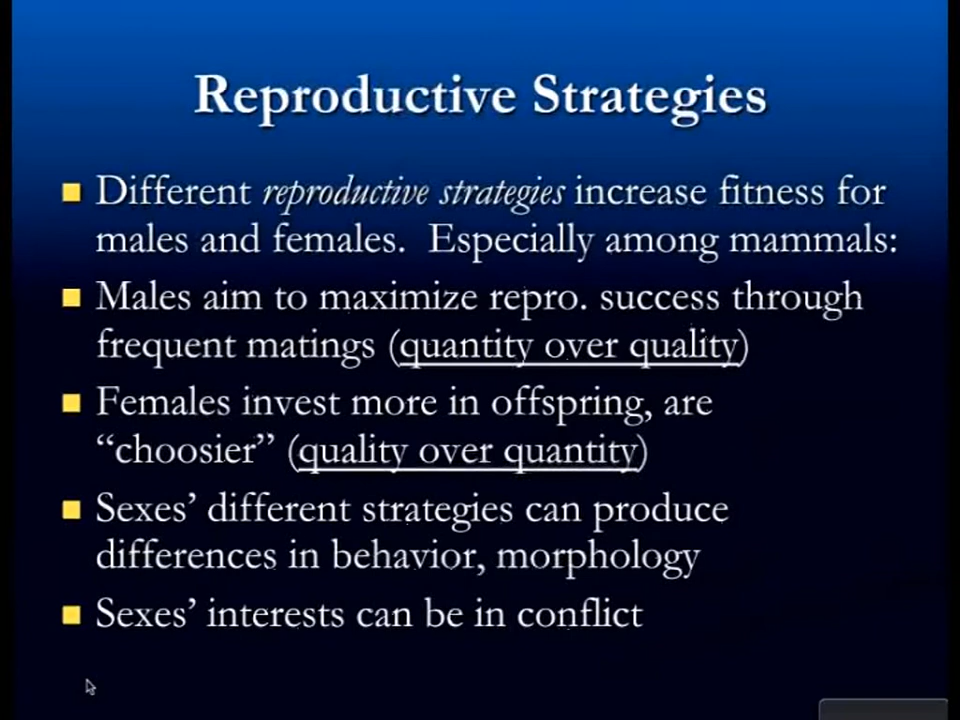 Reproductive Strategies
Different reproductive strategies increase fitness for
males and females. Especially among mammals:
Males aim to maximize repro. success through
frequent matings (quantity over quality)
Females invest more in offspring, are
“choosier” (quality over quantity)
Sexes’ different strategies can produce
differences in behavior, morphology
Sexes’ interests can be in conflict